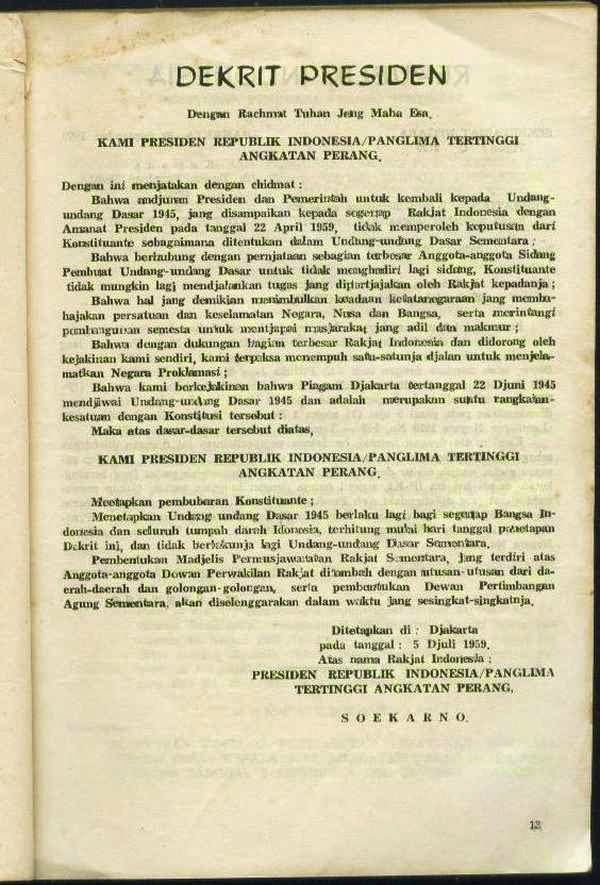 DEKRIT PRESIDEN
Dengan Rachmat Tuhan Jang Maha Esa,
KAMI PRESIDEN REPUBLIK INDONESIA/PANGLIMA TERTINGGI
ANGKATAN PERANG,
Dengan ini menjatakan dengan chidmat :
Bahwa andjuran Presiden dan Pemerintah untuk kembali kepada Undang-
undang Dasar 1945, jang disampaikan kepada segenap Rakjat Indonesia dengan
Amanat Presiden pada tanggal 22 April 1959, tidak memperoleh keputusan dari
Konstituante sebagaimana ditentukan dalam Undang-undang Dasar Sementara ;
Bahwa berhubung dengan pernjataan sebagian terbesar Anggota-anggota Sidang
Pembuat Undang-undang Dasar untuk tidak menghadiri lagi sidang, Konstituante
tidak mungkin lagi mendjalankan tugas jang dipertjajakan oleh Rakjat kepadanja ;
Bahwa hal jang demikian menimbulkan keadaan ketatanegaraan jang memba-
hajakan persatuan dan keselamatan Negara, Nusa dan Bangsa, serta merintangi
pembangunan semesta untuk mentjapai masjarakat jang adil dan makmur ;
Bahwa dengan dukungan bagian terbesar Rakjat Indonesia dan didorong oleh
kejakinan kami sendiri, kami terpaksa menempuh satu-satunja djalan untuk menjela-
matkan Negara Proklamasi ;
Bahwa kami berkejakinan bahwa Piagam Djakarta tertanggal 22 Djuni 1945
mendjiwai Undang-undang Dasar 1945 dan adalah merupakan suatu rangkaian-
kesatuan dengan Konstitusi tersebut :
Maka atas dasar-dasar tersebut diatas,
KAMI PRESIDEN REPUBLIK INDONESIA/PANGLIMA TERTINGGI
ANGKATAN PERANG,
Menetapkan pembubaran Konstituante ;
Menetapkan Undang-undang Dasar 1945 berlaku lagi bagi segenap Bangsa In-
donesia dan seluruh tumpah darah Idonesia, terhitung mulai hari tanggal penetapan
Dekrit ini, dan tidak berlakunja lagi Undang-undang Dasar Sementara.
Pembentukan Madjelis Permusjawaratan Rakjat Sementara, jang terdiri atas
Anggota-anggota Dewan Perwakilan Rakjat ditambah dengan utusan-utusan dari da-
erah-daerah dan golongan-golongan, serta pembentukan Dewan Pertimbangan
Agung Sementara, akan diselenggarakan dalam waktu jang sesingkat-singkatnja.
Ditetapkan di : Djakarta
pada tanggal : 5 Djuli 1959.
Atas nama Rakjat Indonesia ;
PRESIDEN REPUBLIK INDONESIA/PANGLIMA
TERTINGGI ANGKATAN PERANG,
SOEKARNO.
13